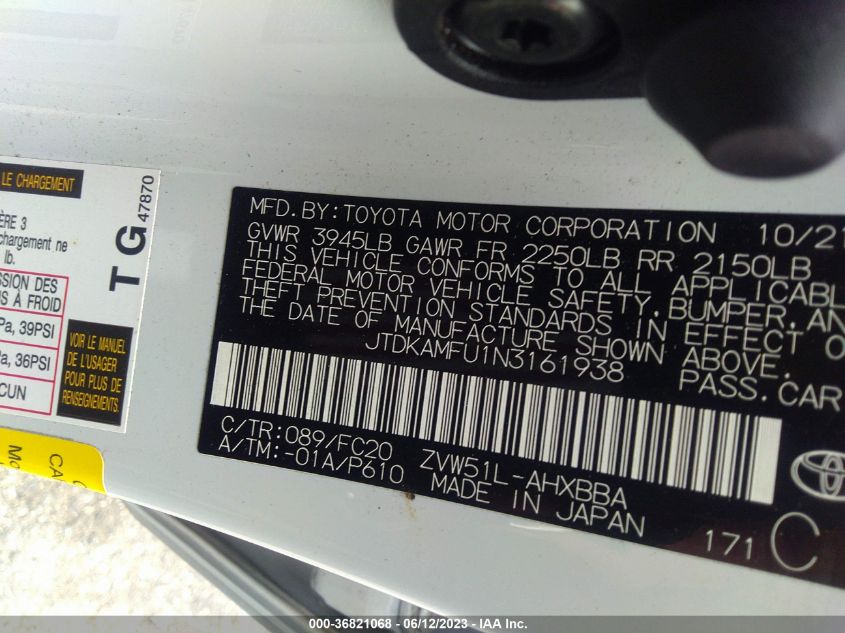 LE CHARGEMENT
ÈRE 3
chargement ne
lb.
SSION DES
S À FROID
Pa, 39PSI
a, 36PSI
CUN
TG
47870
VOIR LE MANUEL
DE L'USAGER
POUR PLUS DE
RENSEIGNEMENTS.
CA
MFD.BY:TOYOTA MOTOR CORPORATION 10/21
GVWR 3945LB GAWR FR 2250LB RR 2150LB
THIS VEHICLE CONFORMS TO ALL APPLICABL
FEDERAL MOTOR VEHICLE SAFETY,BUMPER,AN
THEFT PREVENTION STANDARDS IN EFFECT O
THE DATE OF MANUFACTURE SHOWN ABOVE.
JTDKAMFU1N3161938 PASS.CAR
C/TR:089/FC20 ZVW51L-AHXBBA
A/TM:-01A/P610 MADE IN JAPAN
171 C
000-36821068 - 06/12/2023 - IAA Inc.